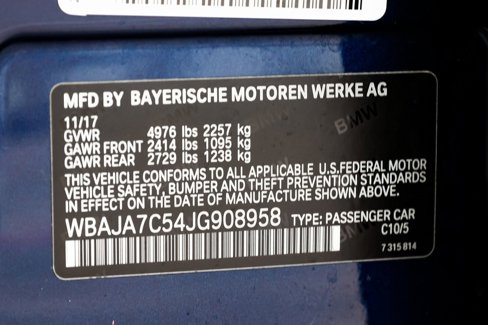 MFD BY BAYERISCHE MOTOREN WERKE AG
11/17
GVWR 4976 lbs 2257 kg
GAWR FRONT 2414 lbs 1095 kg
GAWR REAR 2729 lbs 1238 kg
THIS VEHICLE CONFORMS TO ALL APPLICABLE U.S.FEDERAL MOTOR
VEHICLE SAFETY, BUMPER AND THEFT PREVENTION STANDARDS
IN EFFECT ON THE DATE OF MANUFACTURE SHOWN ABOVE.
WBAJA7C54JG908958 TYPE: PASSENGER CAR
C10/5
7 315 814
BMW
BMW